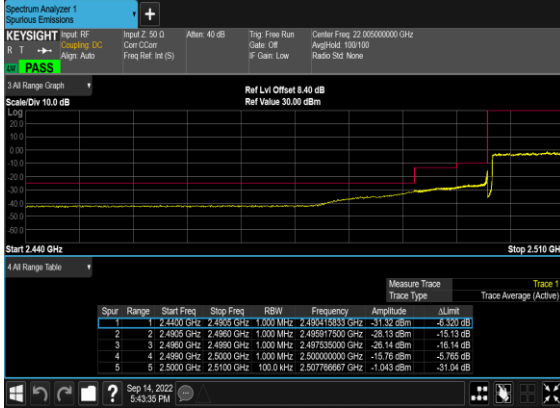 Spectrum Analyzer 1
Spurious Emissions
KEYSIGHT Input: RF Input Z: 50 Ω Atten: 40 dB Trig: Free Run Center Freq: 22.005000000 GHz
R T Coupling: DC Corr CCorr Gate: Off Avg|Hold: 100/100
Align: Auto Freq Ref: Int (S) IF Gain: Low Radio Std: None
LXI PASS
3.All Range Graph
Ref Lvl Offset 8.40 dB
Scale/Div 10.0 dB Ref Value 30.00 dBm
Log
20.0
10.0
0.00
-10.0
-20.0
-30.0
-40.0
-50.0
-60.0
Start 2.440 GHz Stop 2.510 GH
4.All Range Table
Measure Trace Trace 1
Trace Type Trace Average (Active)
Spur Range Start Freq Stop Freq RBW Frequency Amplitude ΔLimit
1 1 2.4400 GHz 2.4905 GHz 1.000 MHz 2.490415833 GHz -31.32 dBm -6.320 dB
2 2 2.4905 GHz 2.4960 GHz 1.000 MHz 2.495917500 GHz -28.13 dBm -15.13 dB
3 3 2.4960 GHz 2.4990 GHz 1.000 MHz 2.497535000 GHz -26.14 dBm -16.14 dB
4 4 2.4990 GHz 2.5000 GHz 1.000 MHz 2.500000000 GHz -15.76 dBm -5.765 dB
5 5 2.5000 GHz 2.5100 GHz 100.0 kHz 2.507766667 GHz -1.043 dBm -31.04 dB
Sep 14, 2022
5:43:35 PM